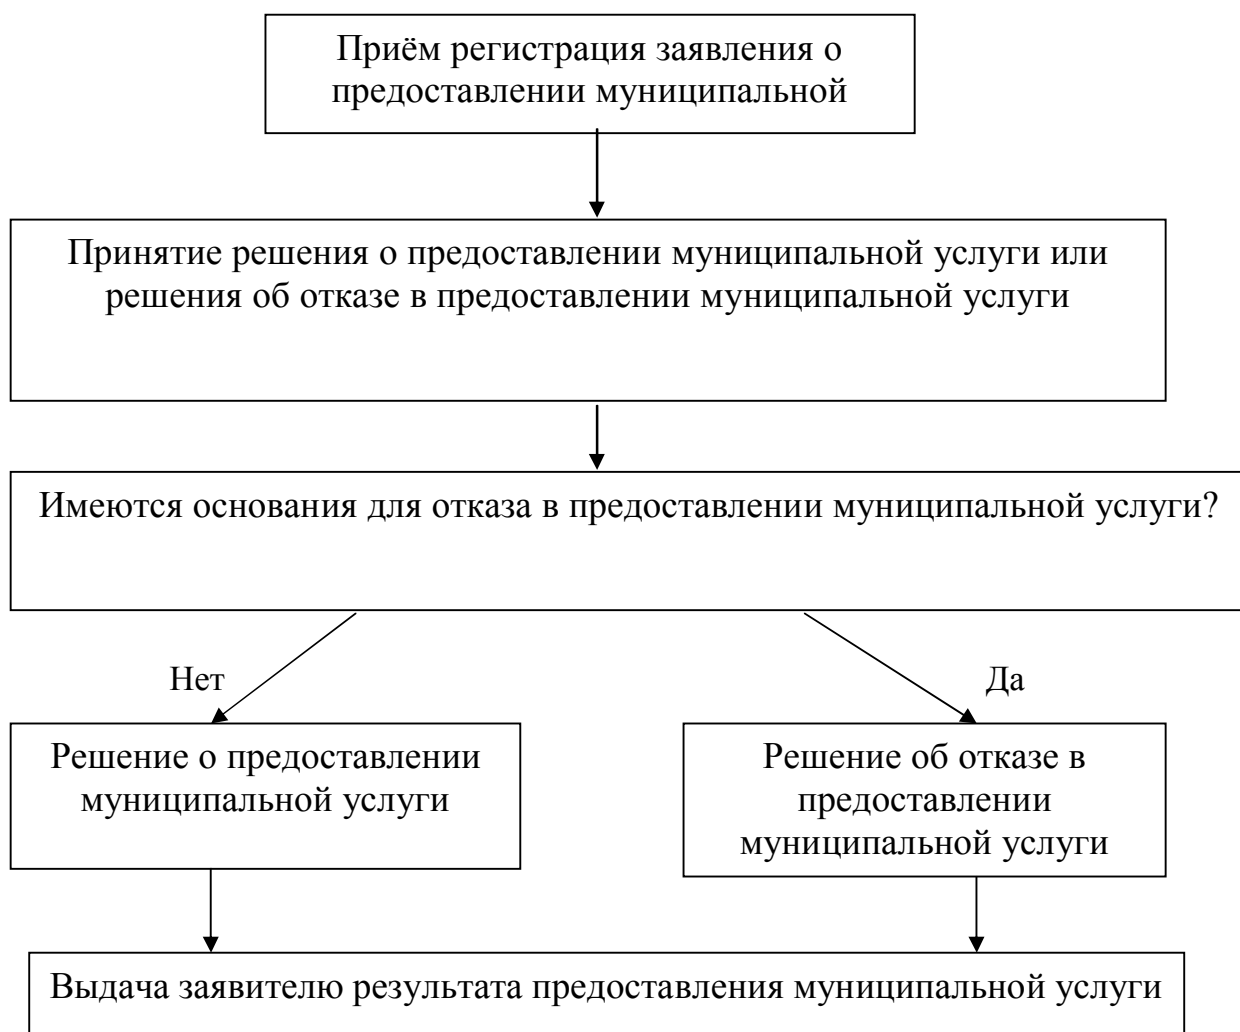 Приём регистрация заявления о
предоставлении муниципальной
Принятие решения о предоставлении муниципальной услуги или
решения об отказе в предоставлении муниципальной услуги
Имеются основания для отказа в предоставлении муниципальной услуги?
Нет
Да
Решение о предоставлении
муниципальной услуги
Решение об отказе в
предоставлении
муниципальной услуги
Выдача заявителю результата предоставления муниципальной услуги